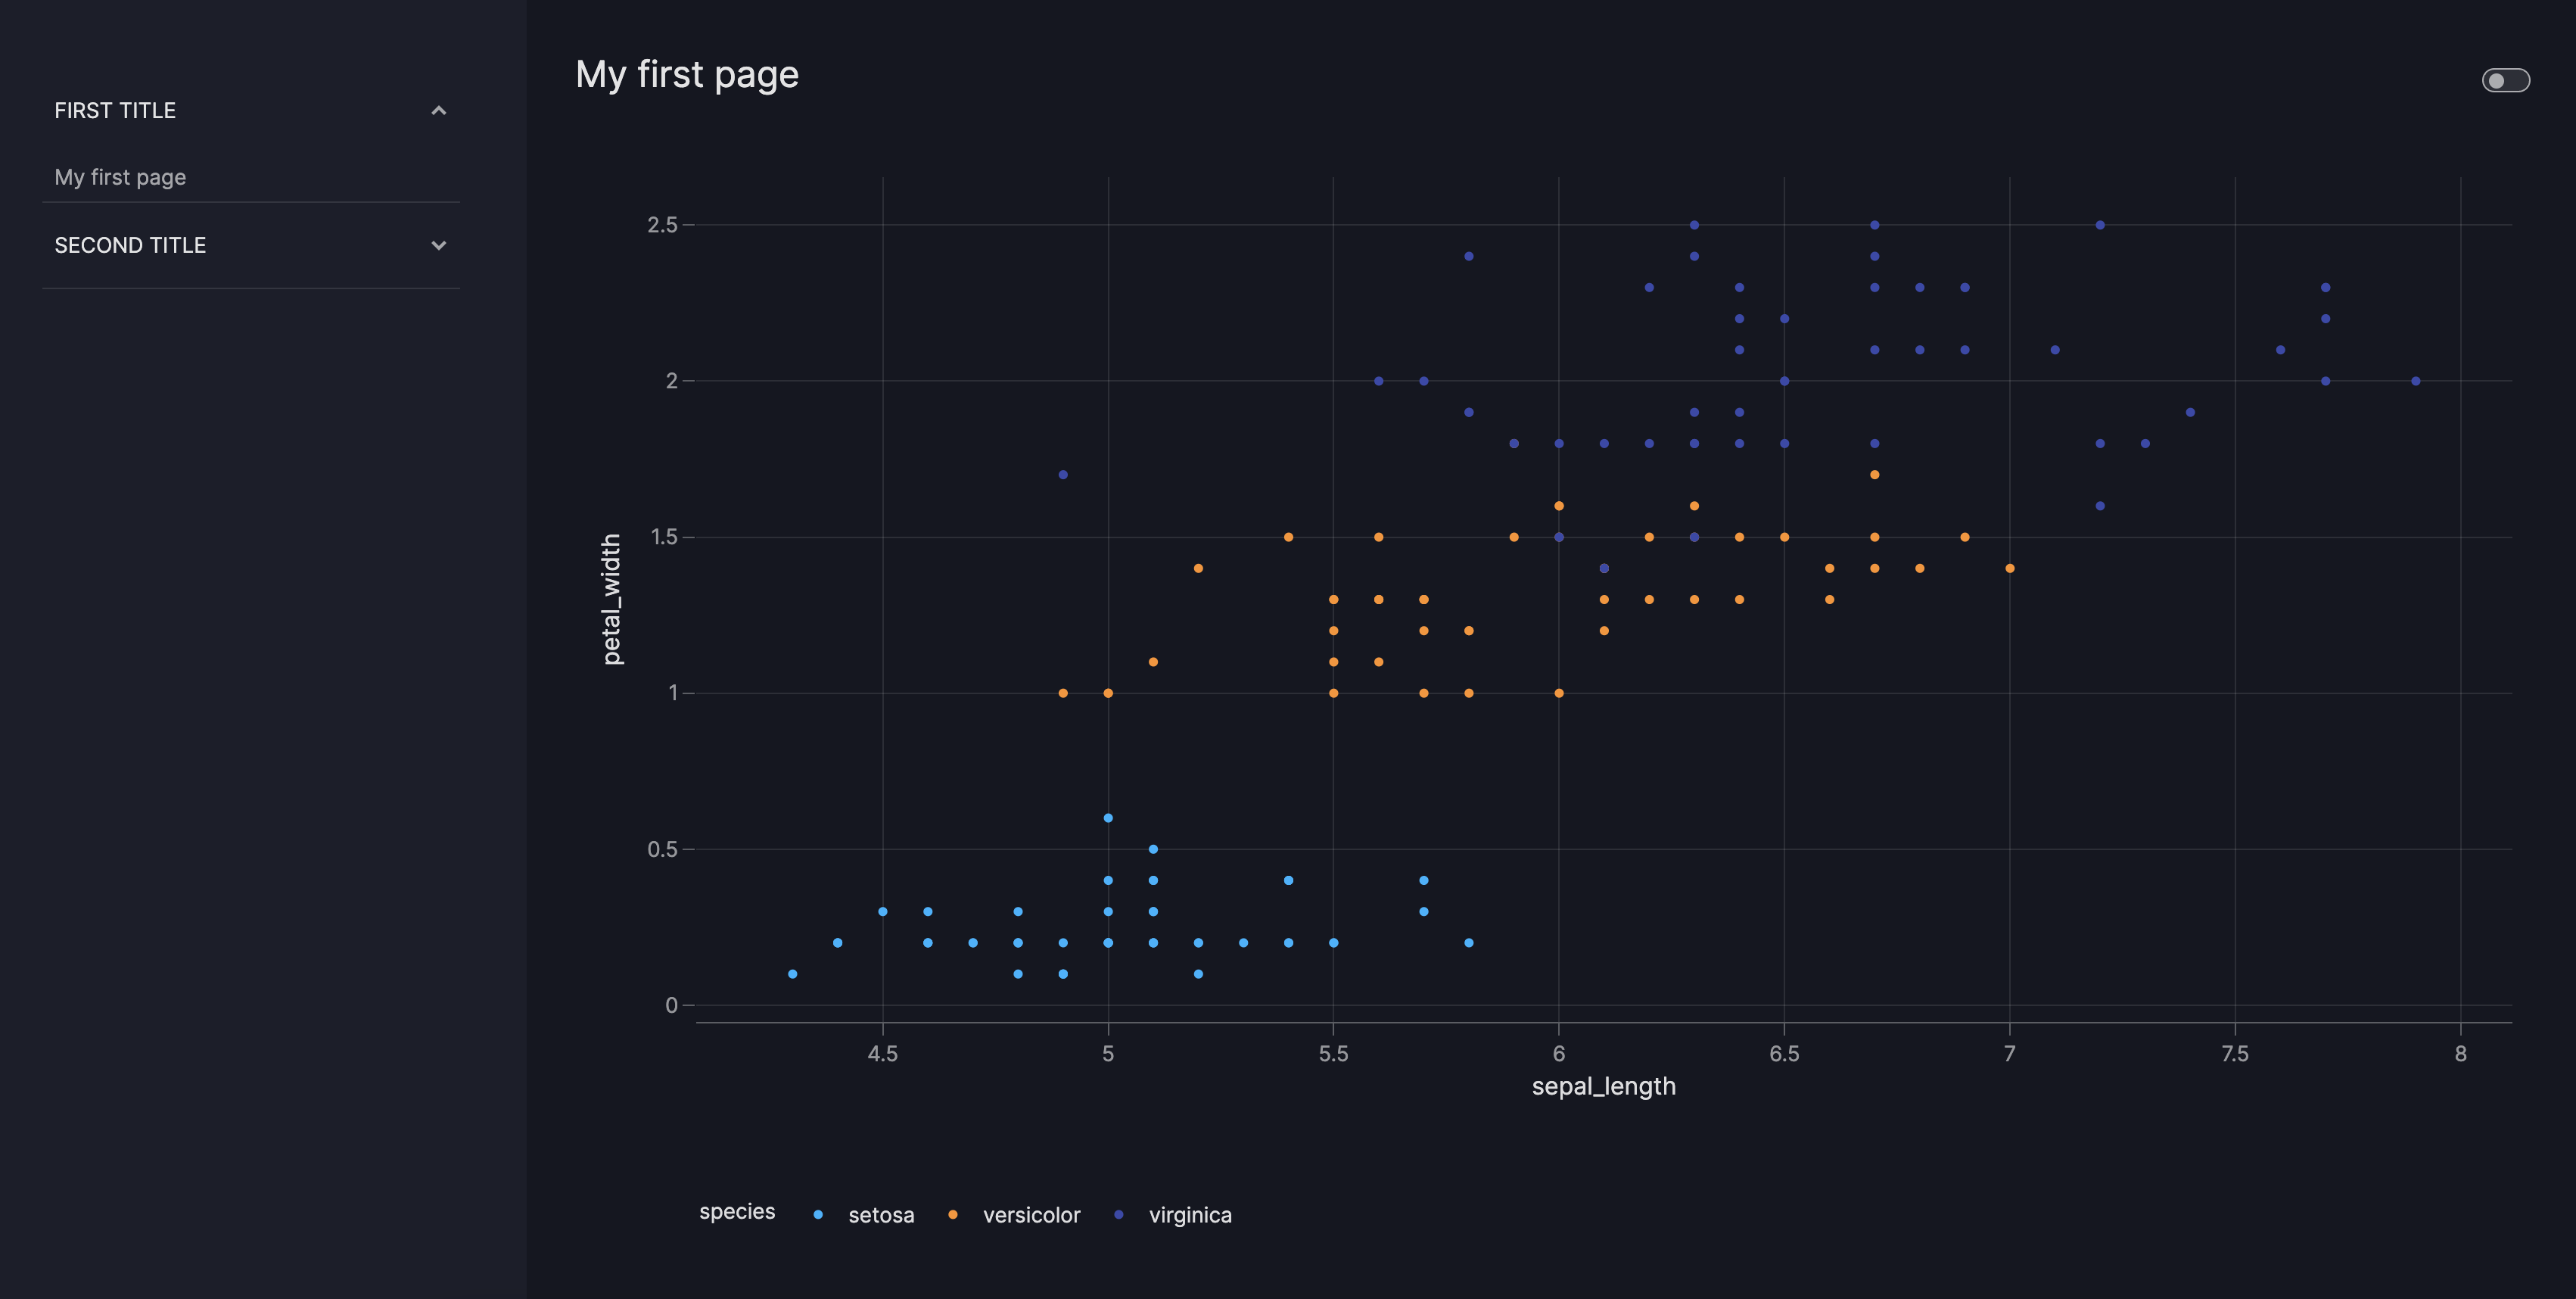 FIRST TITLE
My first page
SECOND TITLE
My first page
2.5
2
1.5
1
0.5
0
petal_width
4.5 5 5.5 6 6.5 7 7.5 8
sepal_length
species setosa versicolor virginica